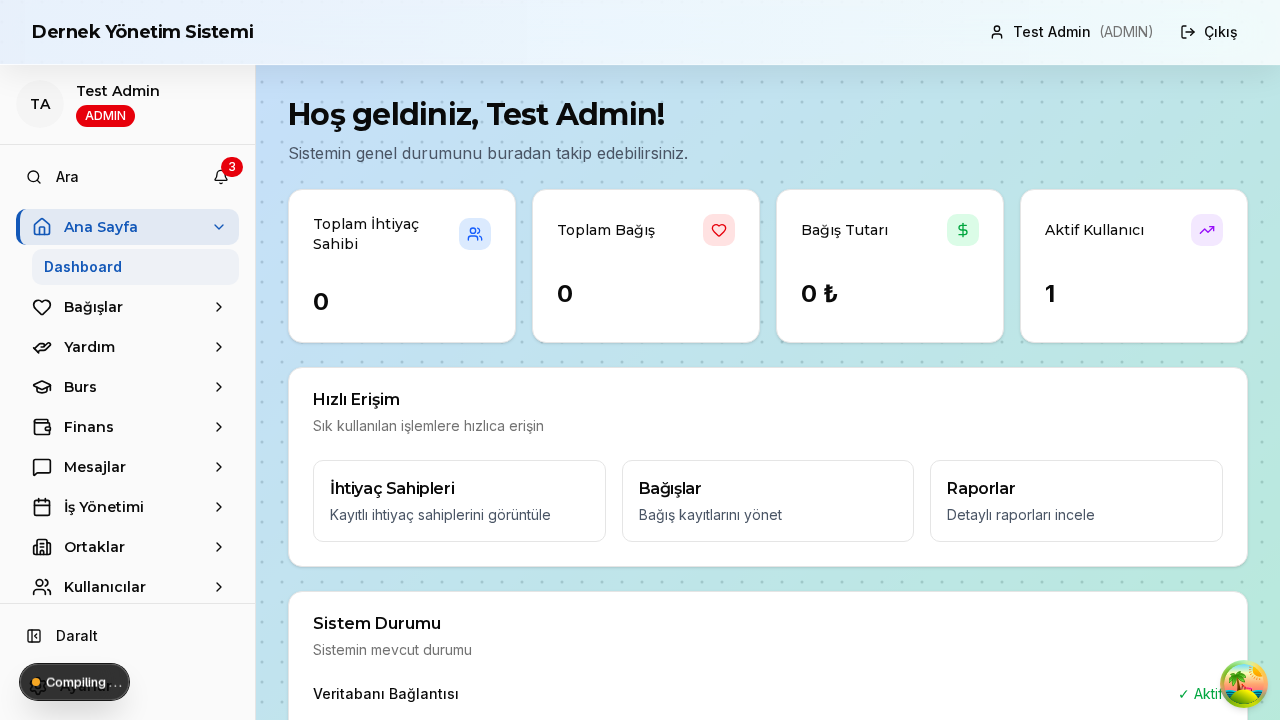 Dernek Yönetim Sistemi
Test Admin (ADMIN)
Çıkış
TA
Test Admin
ADMIN
Ara
3
Ana Sayfa
Dashboard
Bağışlar
Yardım
Burs
Finans
Mesajlar
İş Yönetimi
Ortaklar
Kullanıcılar
Daralt
Compiling...
Hoş geldiniz, Test Admin!
Sistemin genel durumunu buradan takip edebilirsiniz.
Toplam İhtiyaç
Sahibi
0
Toplam Bağış
0
Bağış Tutarı
0 ₺
Aktif Kullanıcı
1
Hızlı Erişim
Sık kullanılan işlemlere hızlıca erişin
İhtiyaç Sahipleri
Kayıtlı ihtiyaç sahiplerini görüntüle
Bağışlar
Bağış kayıtlarını yönet
Raporlar
Detaylı raporları incele
Sistem Durumu
Sistemin mevcut durumu
Veritabanı Bağlantısı
✓ Aktif